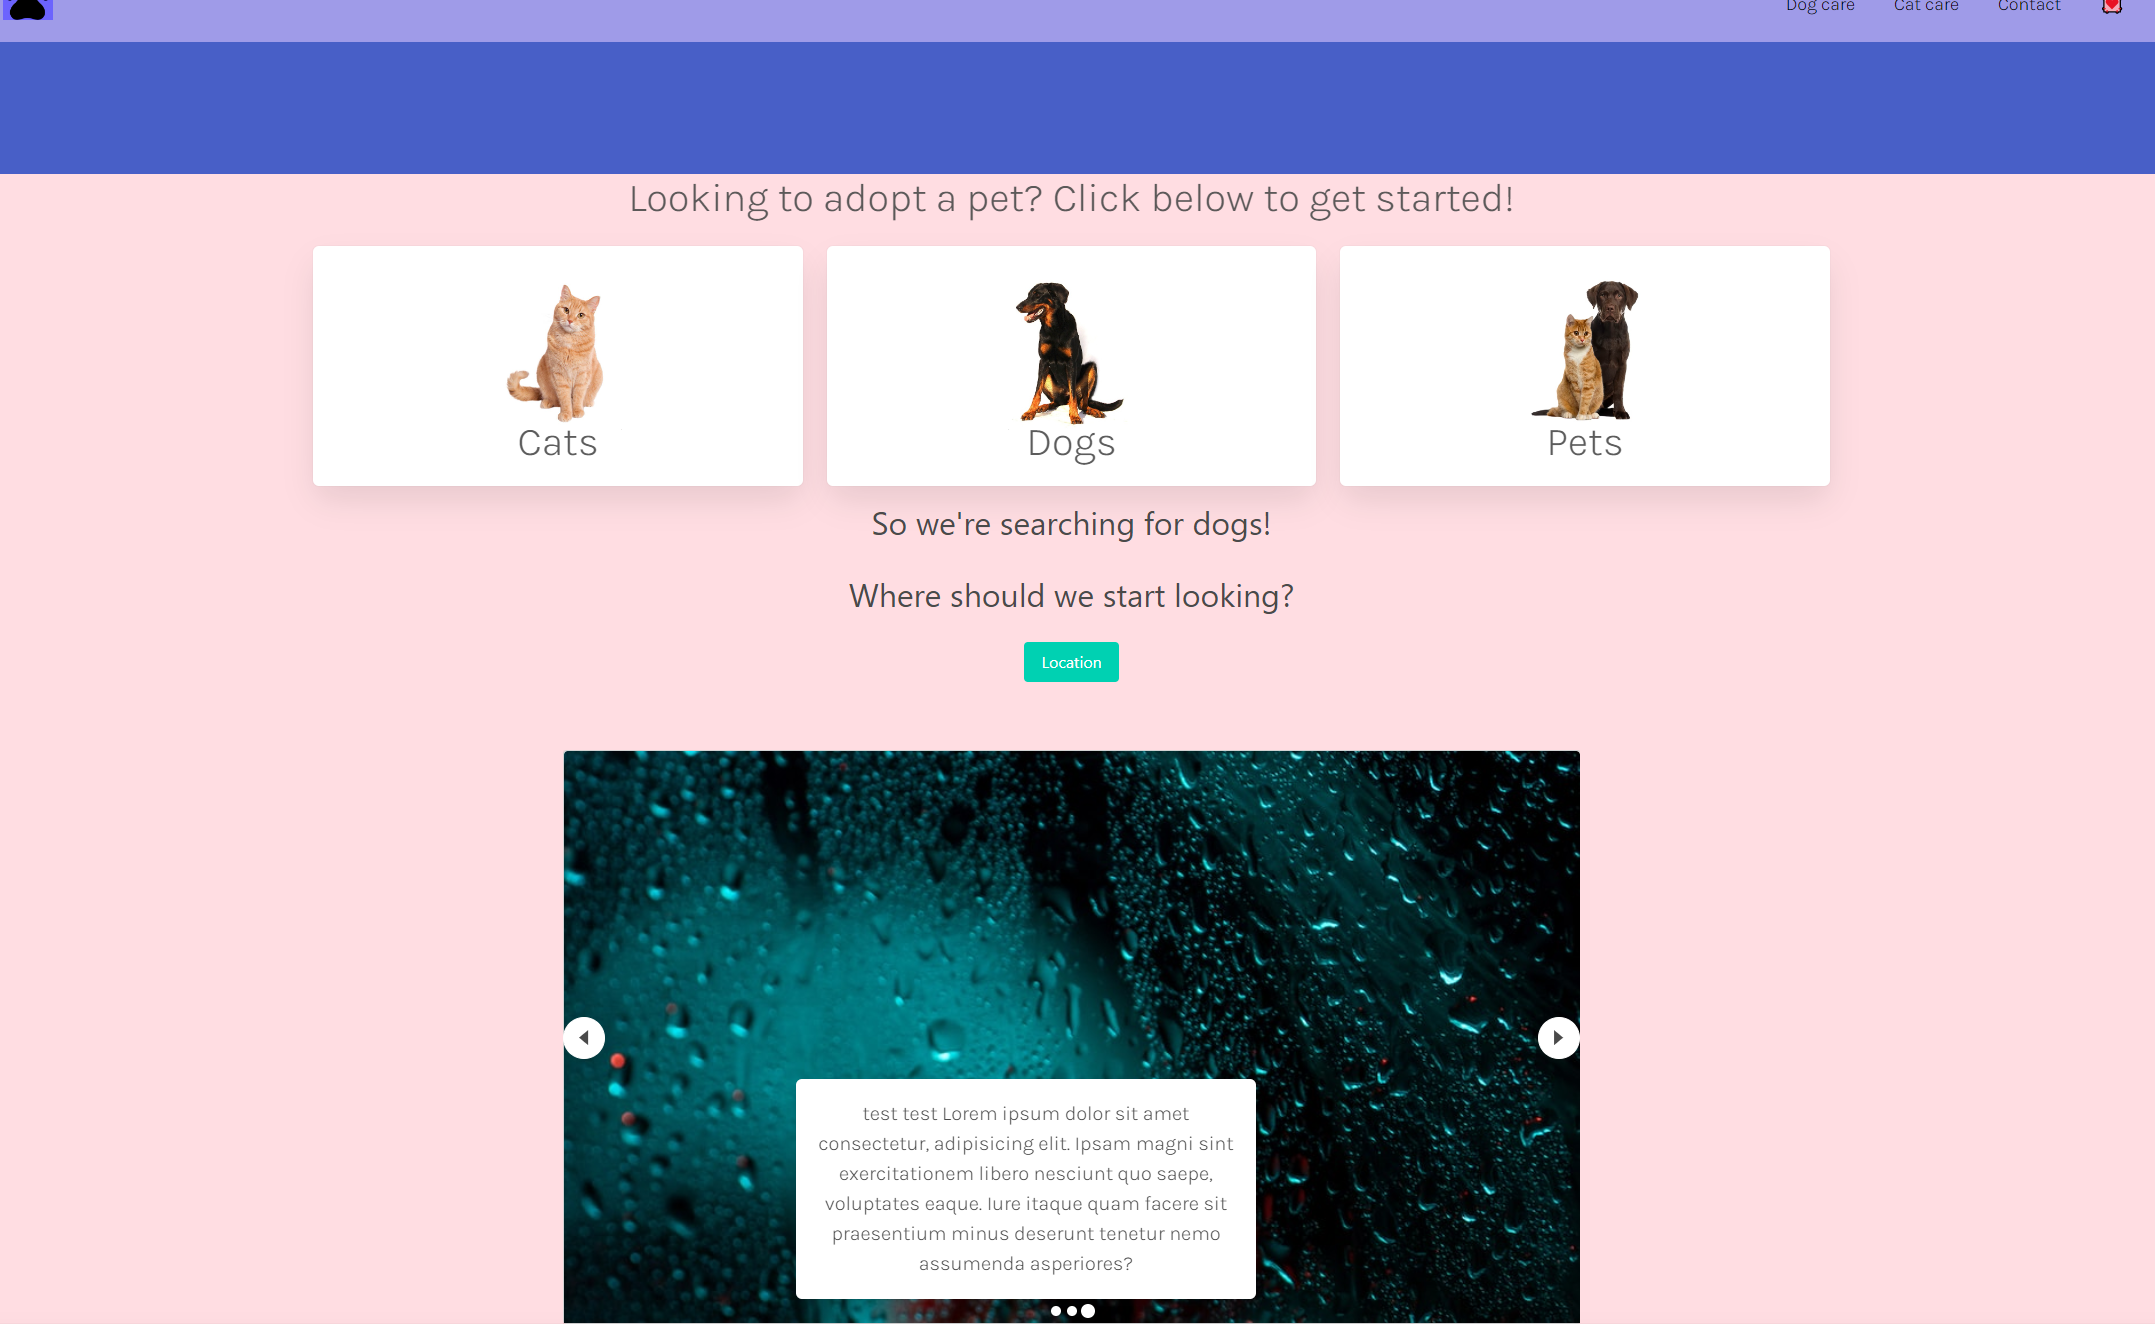 Dog care Cat care Contact
Looking to adopt a pet? Click below to get started!
Cats Dogs Pets
So we're searching for dogs!
Where should we start looking?
Location
test test Lorem ipsum dolor sit amet
consectetur, adipisicing elit. Ipsam magni sint
exercitationem libero nesciunt quo saepe,
voluptates eaque. Iure itaque quam facere sit
praesentium minus deserunt tenetur nemo
assumenda asperiores?